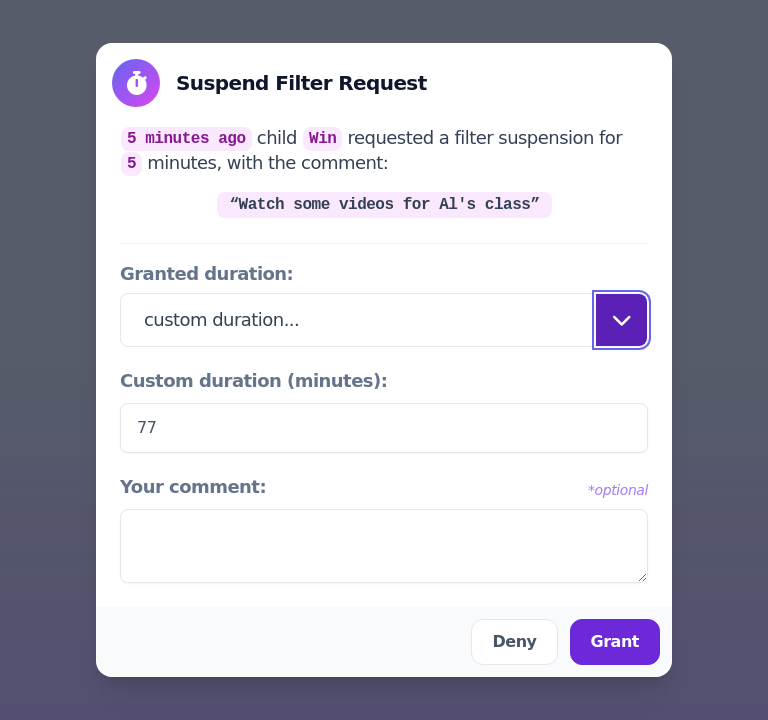 Suspend Filter Request
5 minutes ago child Win requested a filter suspension for
5 minutes, with the comment:
“Watch some videos for Al's class”
Granted duration:
custom duration...
Custom duration (minutes):
77
Your comment:
*optional
Deny
Grant